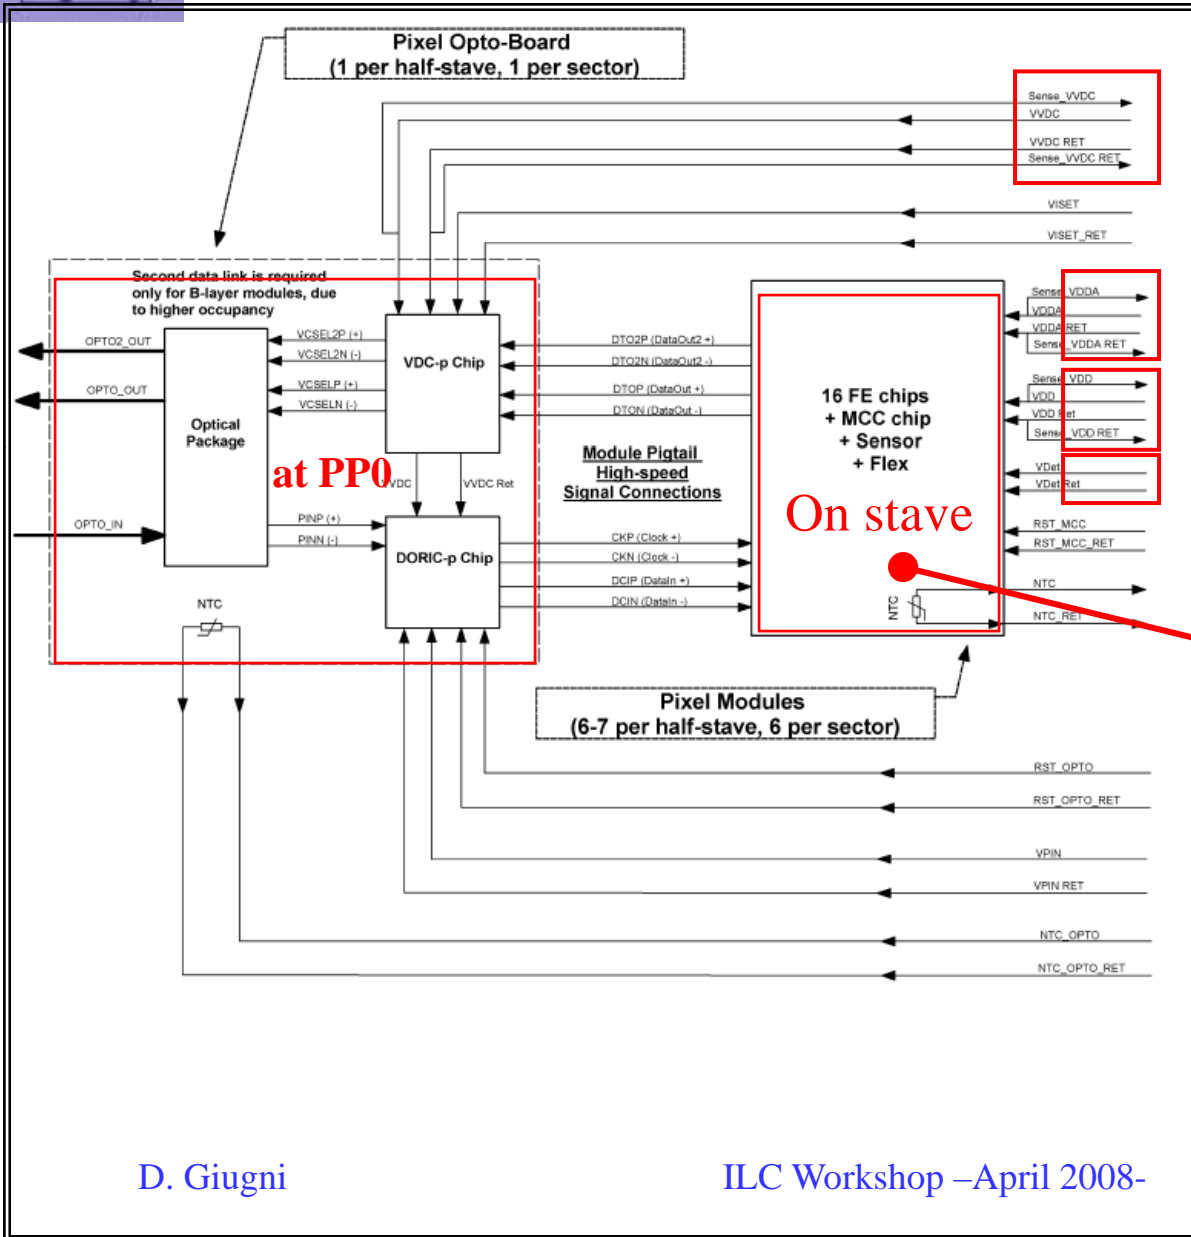 Pixel Opto-Board
(1 per half-stave, 1 per sector)
Sense_VVDC
VVDC
VVDC RET
Sense_VVDC RET
VISET
VISET_RET
Second data link is required
only for B-layer modules, due
to higher occupancy
OPTO2_OUT
OPTO_OUT
OPTO_IN
Optical
Package
VCSEL2P (+)
VCSEL2N (-)
VCSELP (+)
VCSELN (-)
VDC-p Chip
at PP0
VVDC
VVDC Ret
PINP (+)
PINN (-)
DORIC-p Chip
NTC
DTO2P (DataOut2 +)
DTO2N (DataOut2 -)
DTOP (DataOut +)
DTON (DataOut -)
Module Pigtail
High-speed
Signal Connections
CKP (Clock +)
CKN (Clock -)
DCIP (DataIn +)
DCIN (DataIn -)
16 FE chips
+ MCC chip
+ Sensor
+ Flex
On stave
NTC
Sense_VDDA
VDDA
VDDA RET
Sense_VDDA RET
Sense_VDD
VDD
VDD Ret
Sense_VDD RET
VDet
VDet Ret
RST_MCC
RST_MCC_RET
NTC
NTC_RET
Pixel Modules
(6-7 per half-stave, 6 per sector)
RST_OPTO
RST_OPTO_RET
VPIN
VPIN RET
NTC_OPTO
NTC_OPTO_RET
D. Giugni
ILC Workshop –April 2008-